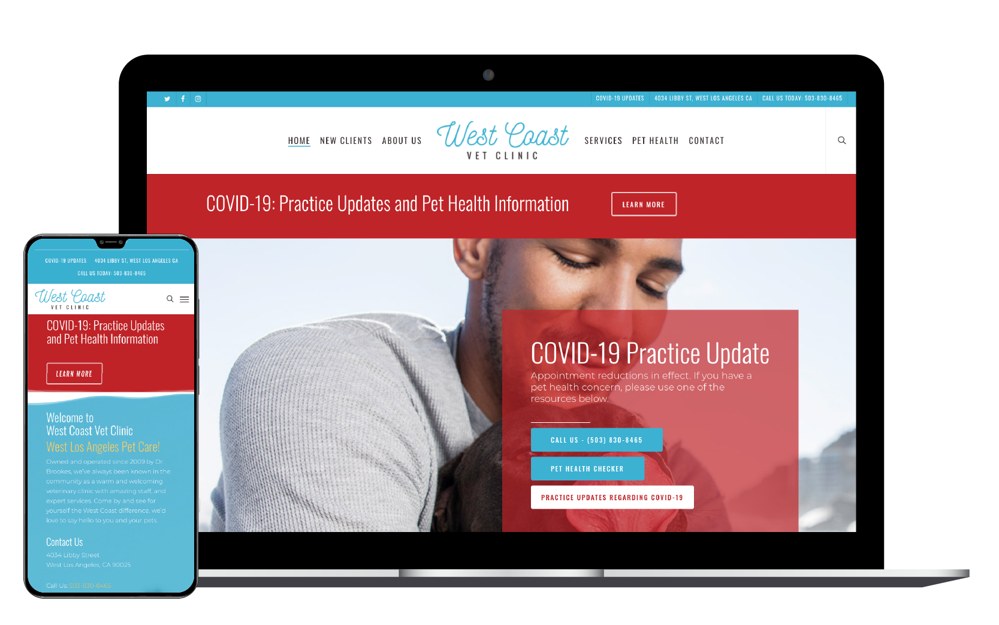 COVID-19 UPDATES
4034 LIBBY ST, WEST LOS ANGELES CA
CALL US TODAY: 503-830-8465
HOME
NEW CLIENTS
ABOUT US
West Coast
VET CLINIC
SERVICES
PET HEALTH
CONTACT
COVID-19: Practice Updates and Pet Health Information
LEARN MORE
COVID-19 Practice Update
Appointment reductions in effect. If you have a
pet health concern, please use one of the
resources below.
CALL US - (503) 830-8465
PET HEALTH CHECKER
PRACTICE UPDATES REGARDING COVID-19
COVID-19 UPDATES
4034 LIBBY ST, WEST LOS ANGELES CA
CALL US TODAY: 503-830-8465
West Coast
VET CLINIC
COVID-19: Practice Updates
and Pet Health Information
LEARN MORE
Welcome to
West Coast Vet Clinic
West Los Angeles Pet Care!
Owned and operated since 2009 by Dr.
Brookes, we've always been known in the
community as a warm and welcoming
veterinary clinic with amazing staff, and
expert services. Come by and see for
yourself the West Coast difference, we'd
love to say hello to you and your pets.
Contact Us
4034 Libby Street
West Los Angeles, CA 90025
Call Us: 503-830-8465